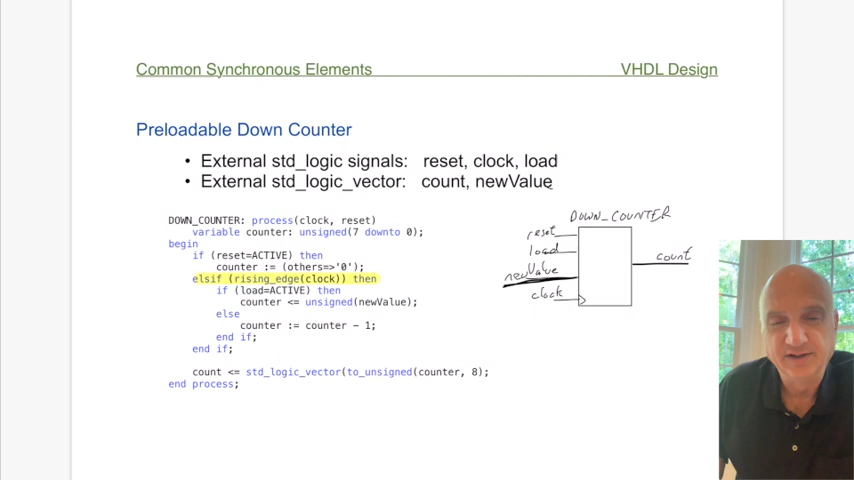 Common Synchronous Elements VHDL Design
Preloadable Down Counter
• External std_logic signals: reset, clock, load
• External std_logic_vector: count, newValue
DOWN_COUNTER: process(clock, reset)
variable counter: unsigned(7 downto 0);
begin
if (reset=ACTIVE) then
counter := (others=>'0');
elsif (rising_edge(clock)) then
if (load=ACTIVE) then
counter <= unsigned(newValue);
else
counter := counter - 1;
end if;
end if;
count <= std_logic_vector(to_unsigned(counter, 8);
end process;
DOWN_COUNTER
reset
load
newValue
clock
count